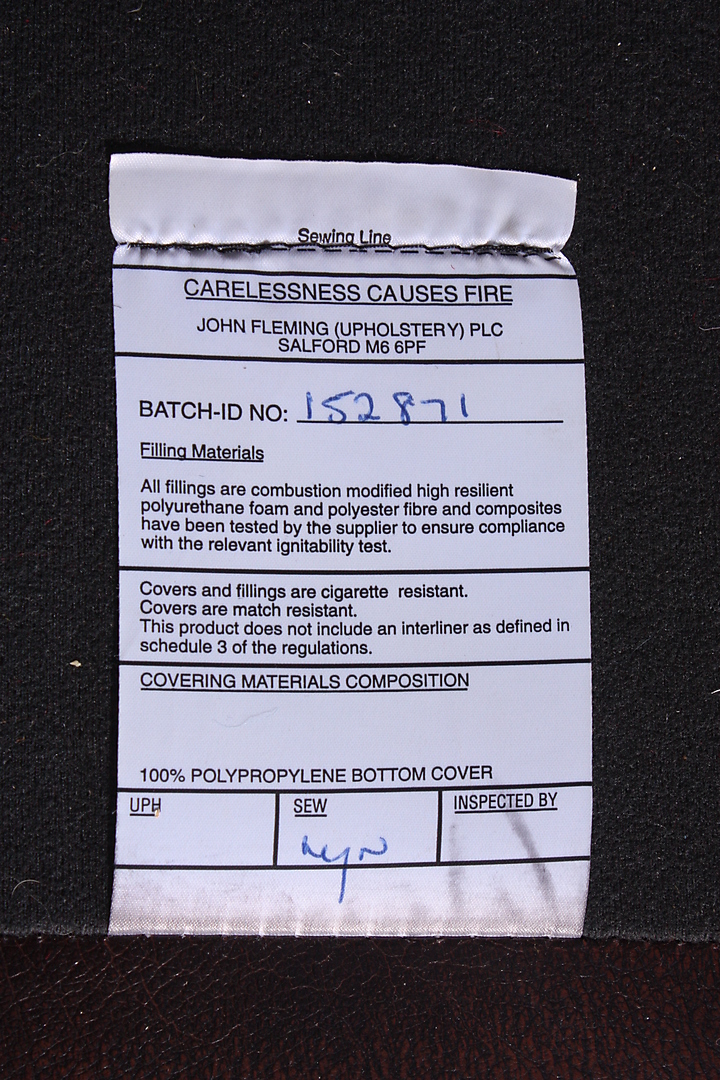 Sewing Line
CARELESSNESS CAUSES FIRE
JOHN FLEMING (UPHOLSTERY) PLC
SALFORD M6 6PF
BATCH-ID NO: 152871
Filling Materials
All fillings are combustion modified high resilient
polyurethane foam and polyester fibre and composites
have been tested by the supplier to ensure compliance
with the relevant ignitability test.
Covers and fillings are cigarette resistant.
Covers are match resistant.
This product does not include an interliner as defined in
schedule 3 of the regulations.
COVERING MATERIALS COMPOSITION
100% POLYPROPYLENE BOTTOM COVER
UPH SEW INSPECTED BY